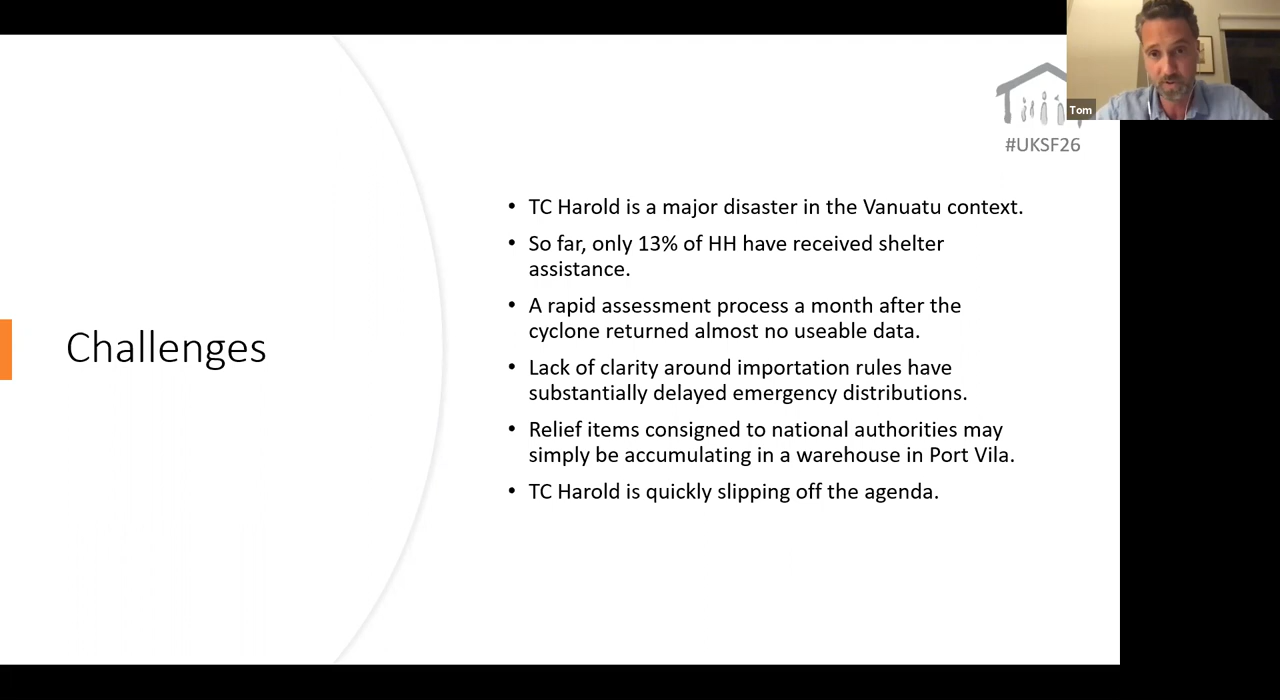 Tom
#UKSF26
Challenges
• TC Harold is a major disaster in the Vanuatu context.
• So far, only 13% of HH have received shelter
assistance.
• A rapid assessment process a month after the
cyclone returned almost no useable data.
• Lack of clarity around importation rules have
substantially delayed emergency distributions.
• Relief items consigned to national authorities may
simply be accumulating in a warehouse in Port Vila.
• TC Harold is quickly slipping off the agenda.